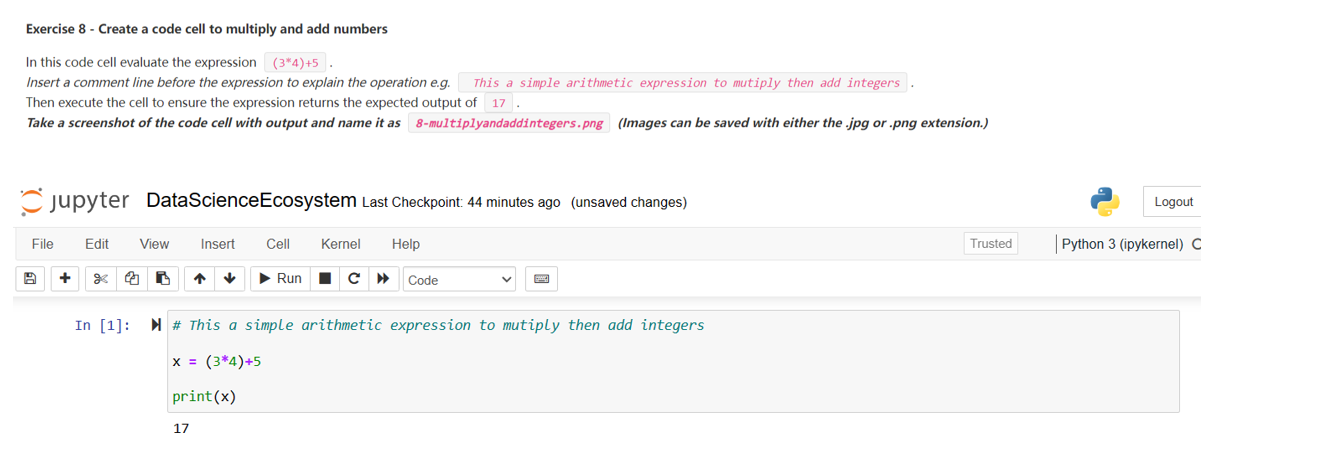 Exercise 8 - Create a code cell to multiply and add numbers
In this code cell evaluate the expression (3*4)+5 .
Insert a comment line before the expression to explain the operation e.g. This a simple arithmetic expression to mutiply then add integers .
Then execute the cell to ensure the expression returns the expected output of 17 .
Take a screenshot of the code cell with output and name it as 8-multiplyandaddintegers.png (Images can be saved with either the .jpg or .png extension.)
jupyter DataScienceEcosystem Last Checkpoint: 44 minutes ago (unsaved changes) Logout
File Edit View Insert Cell Kernel Help Trusted Python 3 (ipykernel)
Run Code
In [1]: # This a simple arithmetic expression to mutiply then add integers
x = (3*4)+5
print(x)
17